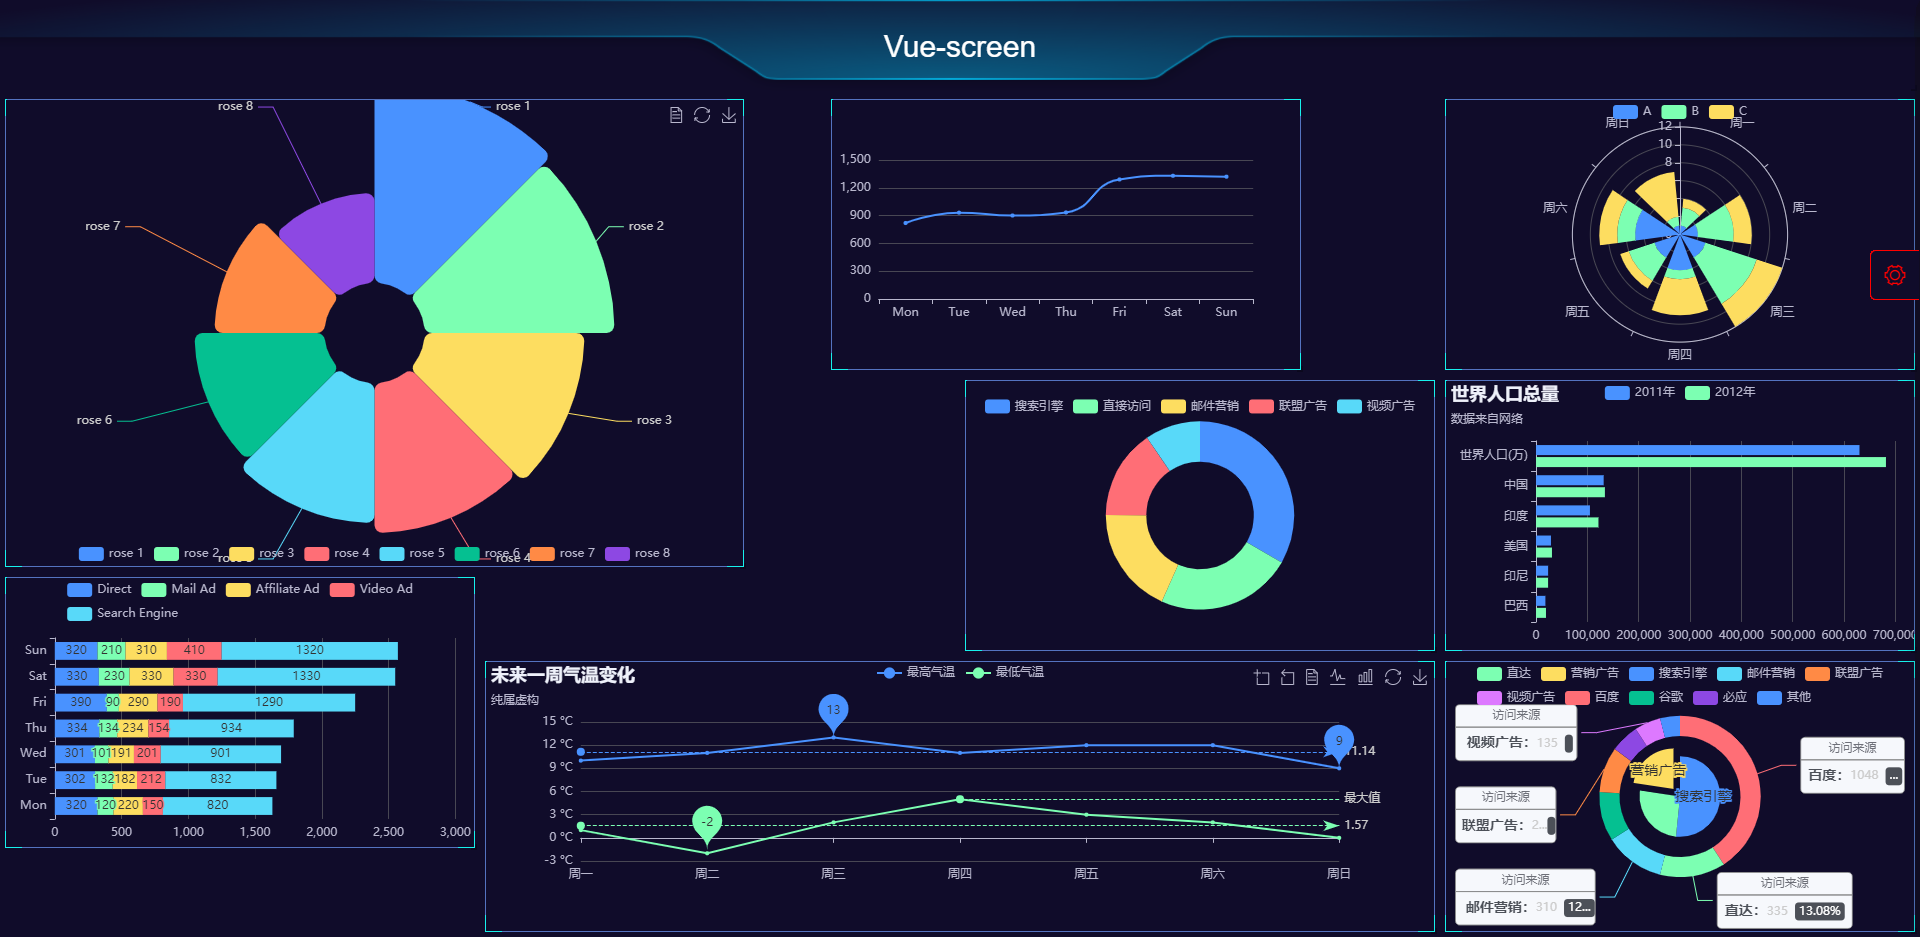 Vue-screen
rose 8
rose 1
rose 7
rose 2
rose 6
rose 3
rose 4
rose 1 rose 2 rose 3 rose 4 rose 5 rose 6 rose 7 rose 8
1,500
1,200
900
600
300
0
Mon Tue Wed Thu Fri Sat Sun
A B C
周日 12 周一
10
8
周六 周二
周五 周三
周四
搜索引擎 直接访问 邮件营销 联盟广告 视频广告
世界人口总量 2011年 2012年
数据来自网络
世界人口(万)
中国
印度
美国
印尼
巴西
0 100,000 200,000 300,000 400,000 500,000 600,000 700,000
Direct Mail Ad Affiliate Ad Video Ad
Search Engine
Sun 320 210 310 410 1320
Sat 330 230 330 330 1330
Fri 390 90 290 190 1290
Thu 334 134 234 154 934
Wed 301 101 191 201 901
Tue 302 132 182 212 832
Mon 320 120 220 150 820
0 500 1,000 1,500 2,000 2,500 3,000
未来一周气温变化 最高气温 最低气温
纯属虚构
15 °C 13
12 °C 9 11.14
9 °C
6 °C 最大值
3 °C -2 1.57
0 °C
-3 °C
周一 周二 周三 周四 周五 周六 周日
直达 营销广告 搜索引擎 邮件营销 联盟广告
视频广告 百度 谷歌 必应 其他
访问来源
视频广告: 135
访问来源
百度: 1048 ...
营销广告
搜索引擎
访问来源
联盟广告: 2...
访问来源
邮件营销: 310 12...
访问来源
直达: 335 13.08%